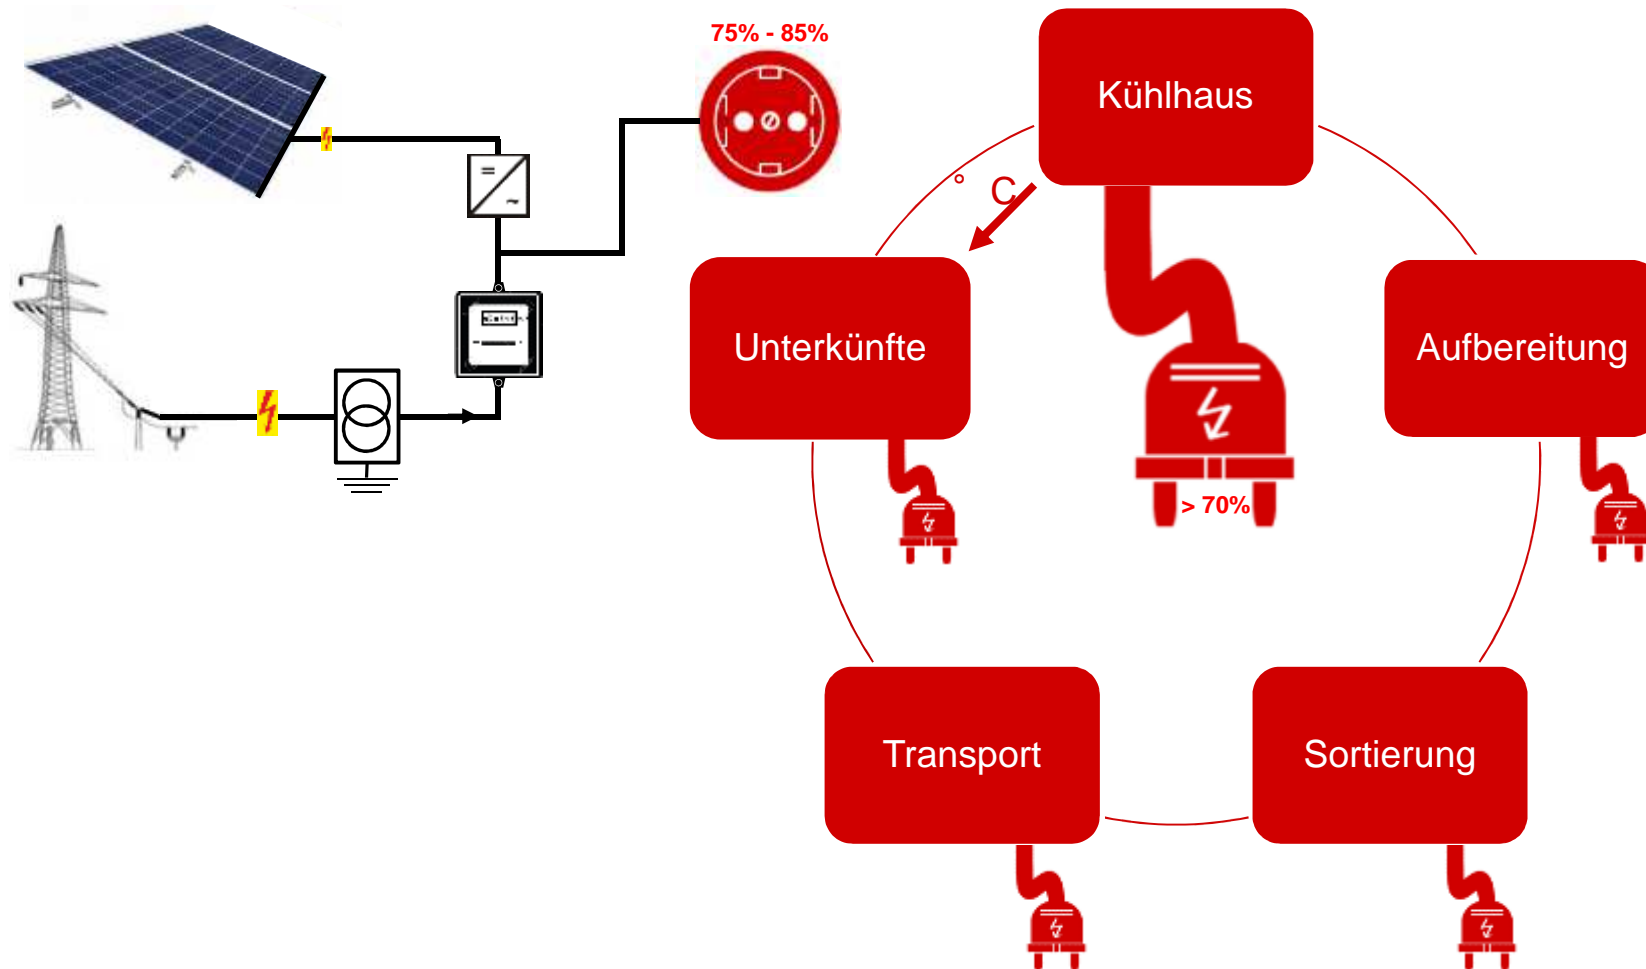 75% - 85%
Kühlhaus
° C
Unterkünfte
Aufbereitung
> 70%
Transport
Sortierung